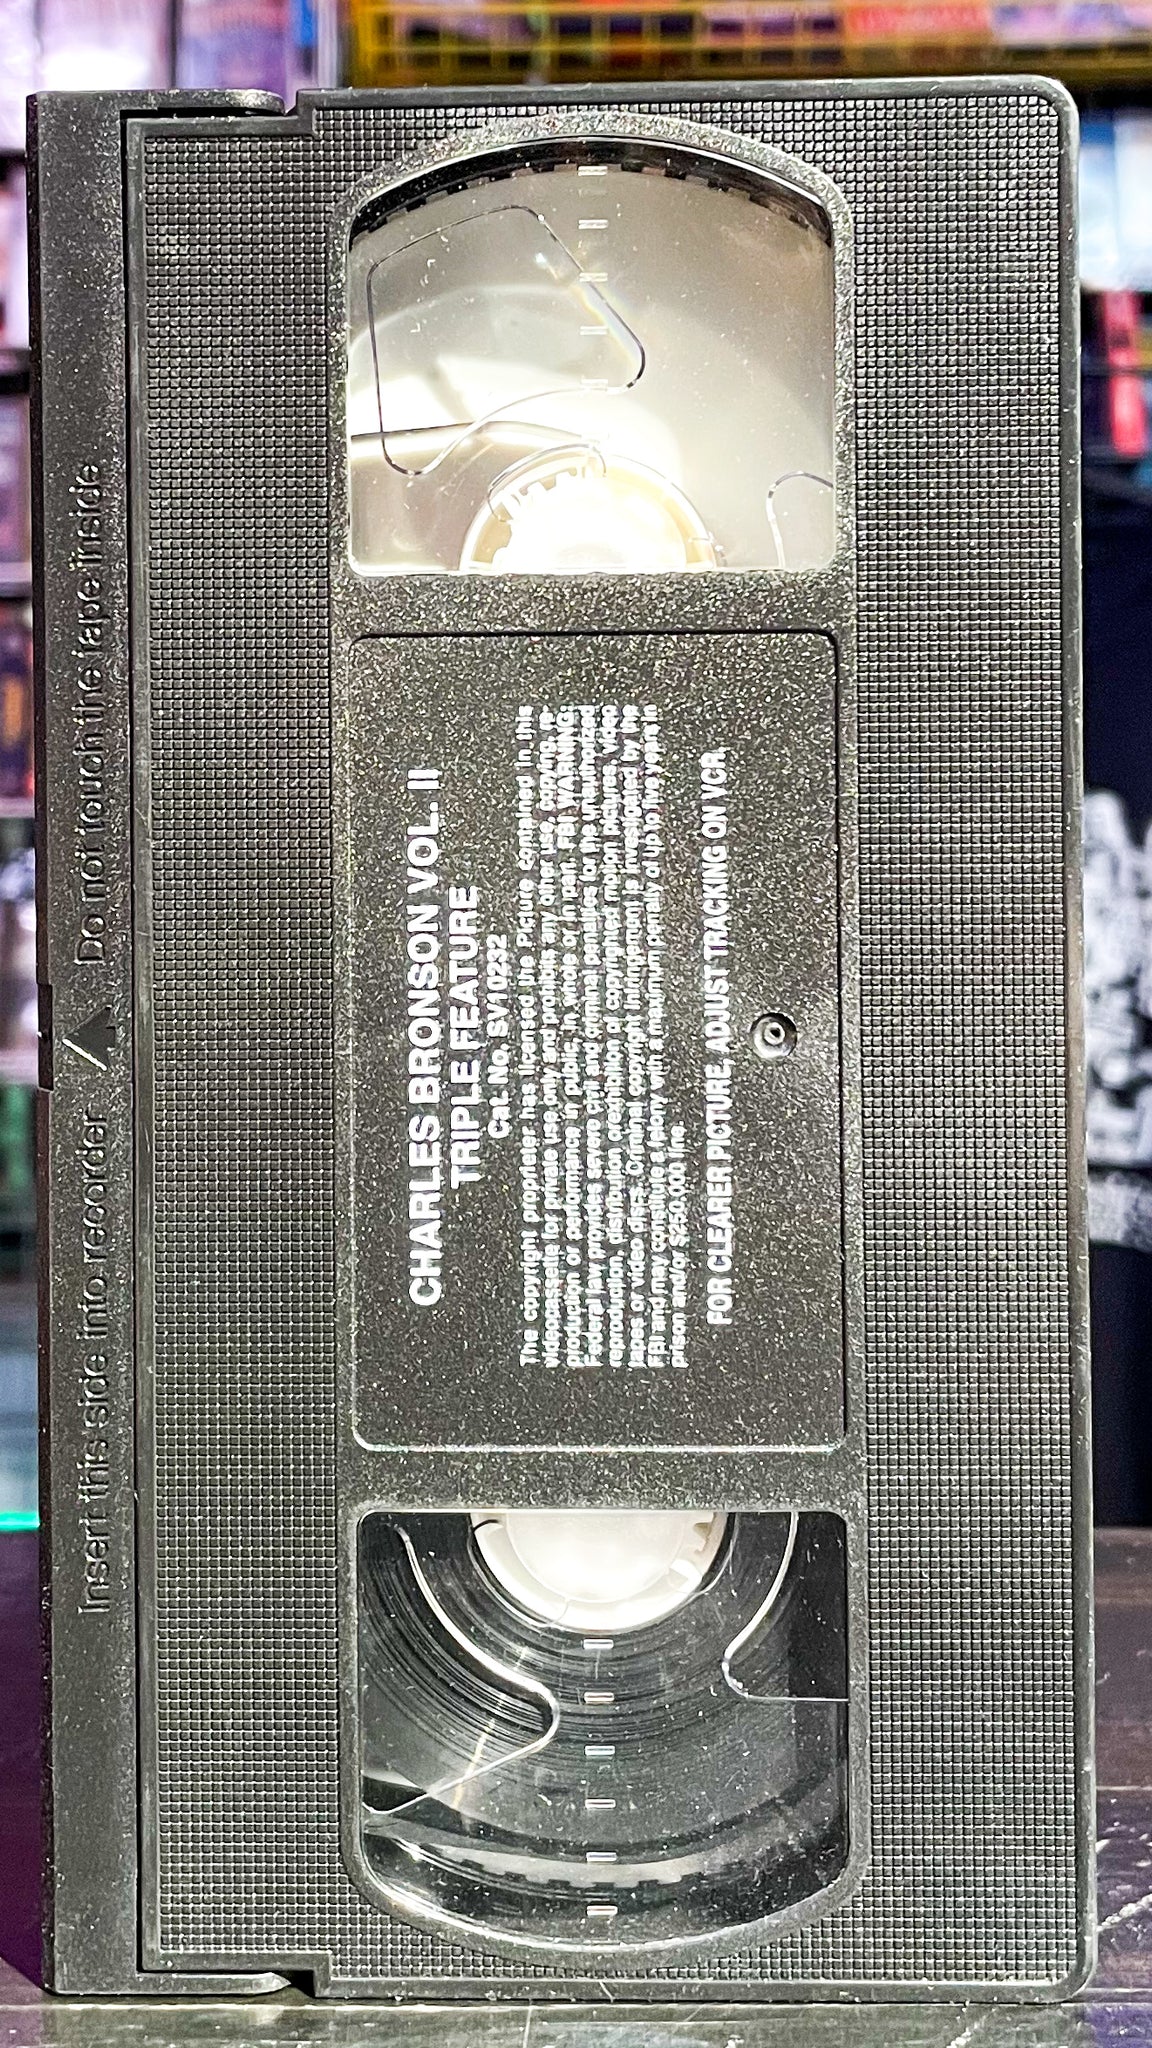 Insert this side into recorder
Do not touch the tape inside
CHARLES BRONSON VOL. II
TRIPLE FEATURE
Cat. No. SV10232
The copyright proprietor has licensed the Picture contained in this
videocassette for private use only and prohibits any other use, copying, re-
production or performance in public, in whole or in part. FBI WARNING:
Federal law provides severe civil and criminal penalties for the unauthorized
reproduction, distribution or exhibition of copyrighted motion pictures, video
tapes or video discs. Criminal copyright infringement is investigated by the
FBI and may constitute a felony with a maximum penalty of up to five years in
prison and/or $250,000 fine.
FOR CLEARER PICTURE, ADJUST TRACKING ON VCR.